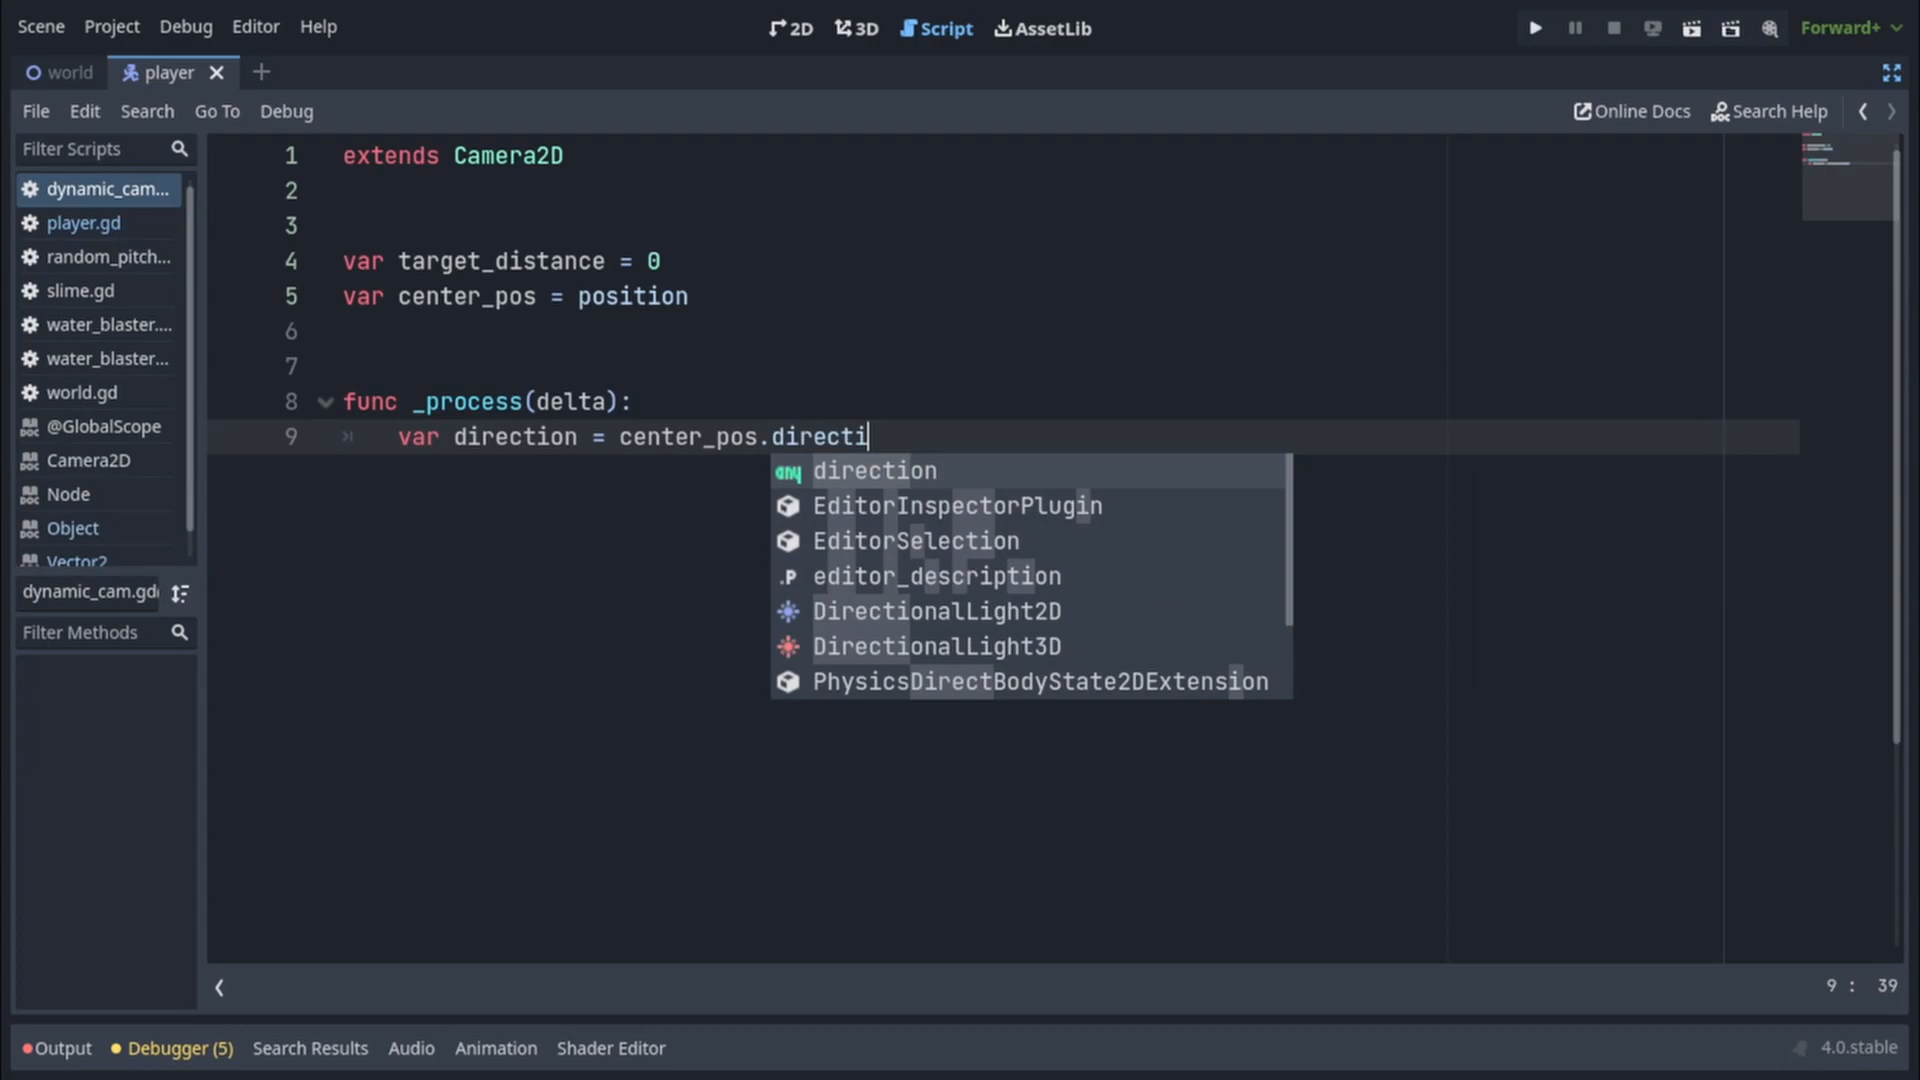 Scene Project Debug Editor Help
2D 3D Script AssetLib
Forward+
world player
File Edit Search Go To Debug
Online Docs Search Help
Filter Scripts
dynamic_cam...
player.gd
random_pitch...
slime.gd
water_blaster....
water_blaster...
world.gd
@GlobalScope
Camera2D
Node
Object
Vector2
dynamic_cam.gd
Filter Methods
1 extends Camera2D
2
3
4 var target_distance = 0
5 var center_pos = position
6
7
8 func _process(delta):
9 var direction = center_pos.directi
any direction
EditorInspectorPlugin
EditorSelection
.P editor_description
DirectionalLight2D
DirectionalLight3D
PhysicsDirectBodyState2DExtension
9 : 39
Output Debugger (5) Search Results Audio Animation Shader Editor
4.0.stable